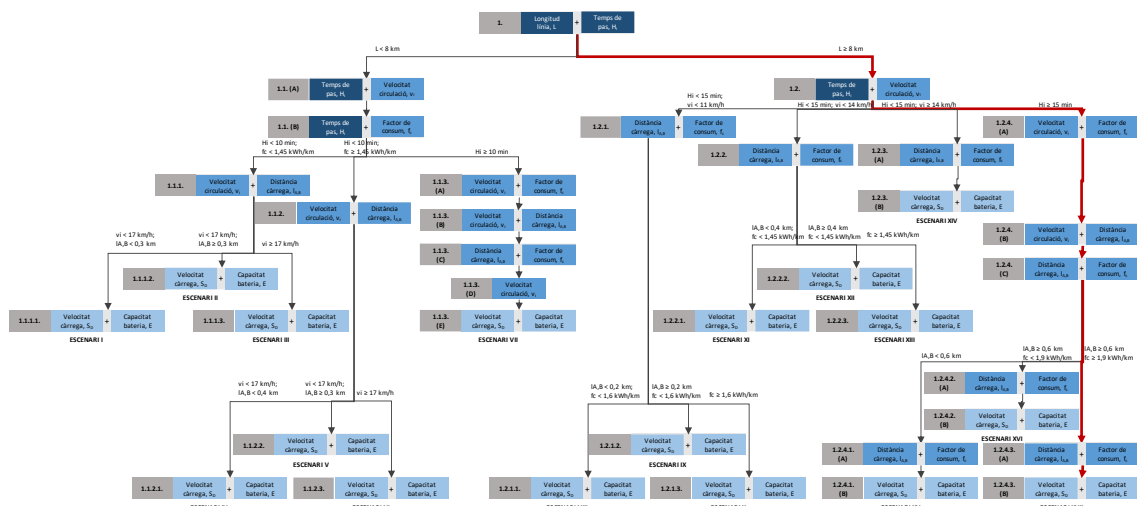 1.
Longitud
línia, L
+
Temps de
pas, Hᵢ
L < 8 km
L ≥ 8 km
1.1. (A)
Temps de
pas, Hᵢ
+
Velocitat
circulació, vᵢ
1.2.
Temps de
pas, Hᵢ
+
Velocitat
circulació, vᵢ
Hi < 15 min;
vi < 11 km/h
Hi < 15 min; vi < 14 km/h
Hi < 15 min; vi ≥ 14 km/h
Hi ≥ 15 min
1.1. (B)
Temps de
pas, Hᵢ
+
Factor de
consum, fc
1.2.1.
Distància
càrrega, lA,B
+
Factor de
consum, fc
1.2.4.
(A)
Velocitat
circulació, vᵢ
+
Factor de
consum, fc
Hi < 10 min;
fc < 1,45 kWh/km
Hi < 10 min;
fc ≥ 1,45 kWh/km
Hi ≥ 10 min
1.2.2.
Distància
càrrega, lA,B
+
Factor de
consum, fc
1.2.3.
(A)
Distància
càrrega, lA,B
+
Factor de
consum, fc
1.1.1.
Velocitat
circulació, vᵢ
+
Distància
càrrega, lA,B
1.1.3.
(A)
Velocitat
circulació, vᵢ
+
Factor de
consum, fc
1.2.3.
(B)
Velocitat
càrrega, SD
+
Capacitat
bateria, E
ESCENARI XIV
1.1.2.
Velocitat
circulació, vᵢ
+
Distància
càrrega, lA,B
1.1.3.
(B)
Velocitat
circulació, vᵢ
+
Distància
càrrega, lA,B
1.2.4.
(B)
Velocitat
circulació, vᵢ
+
Distància
càrrega, lA,B
vi < 17 km/h;
lA,B < 0,3 km
vi < 17 km/h;
lA,B ≥ 0,3 km
vi ≥ 17 km/h
1.1.3.
(C)
Distància
càrrega, lA,B
+
Factor de
consum, fc
lA,B < 0,4 km;
fc < 1,45 kWh/km
lA,B ≥ 0,4 km
fc < 1,45 kWh/km
fc ≥ 1,45 kWh/km
1.2.4.
(C)
Distància
càrrega, lA,B
+
Factor de
consum, fc
1.1.1.2.
Velocitat
càrrega, SD
+
Capacitat
bateria, E
ESCENARI II
1.1.3.
(D)
Velocitat
circulació, vᵢ
1.2.2.2.
Velocitat
càrrega, SD
+
Capacitat
bateria, E
ESCENARI XII
1.1.1.1.
Velocitat
càrrega, SD
+
Capacitat
bateria, E
ESCENARI I
1.1.1.3.
Velocitat
càrrega, SD
+
Capacitat
bateria, E
ESCENARI III
1.1.3.
(E)
Velocitat
càrrega, SD
+
Capacitat
bateria, E
ESCENARI VII
1.2.2.1.
Velocitat
càrrega, SD
+
Capacitat
bateria, E
ESCENARI XI
1.2.2.3.
Velocitat
càrrega, SD
+
Capacitat
bateria, E
ESCENARI XIII
lA,B < 0,6 km
lA,B ≥ 0,6 km
fc < 1,9 kWh/km
lA,B ≥ 0,6 km
fc ≥ 1,9 kWh/km
1.2.4.2.
(A)
Distància
càrrega, lA,B
+
Factor de
consum, fc
vi < 17 km/h;
lA,B < 0,4 km
vi < 17 km/h;
lA,B ≥ 0,3 km
vi ≥ 17 km/h
lA,B < 0,2 km;
fc < 1,6 kWh/km
lA,B ≥ 0,2 km
fc < 1,6 kWh/km
fc ≥ 1,6 kWh/km
1.2.4.2.
(B)
Velocitat
càrrega, SD
+
Capacitat
bateria, E
ESCENARI XVI
1.1.2.2.
Velocitat
càrrega, SD
+
Capacitat
bateria, E
ESCENARI V
1.2.1.2.
Velocitat
càrrega, SD
+
Capacitat
bateria, E
ESCENARI IX
1.2.4.1.
(A)
Distància
càrrega, lA,B
+
Factor de
consum, fc
1.2.4.3.
(A)
Distància
càrrega, lA,B
+
Factor de
consum, fc
1.1.2.1.
Velocitat
càrrega, SD
+
Capacitat
bateria, E
1.1.2.3.
Velocitat
càrrega, SD
+
Capacitat
bateria, E
1.2.1.1.
Velocitat
càrrega, SD
+
Capacitat
bateria, E
1.2.1.3.
Velocitat
càrrega, SD
+
Capacitat
bateria, E
1.2.4.1.
(B)
Velocitat
càrrega, SD
+
Capacitat
bateria, E
1.2.4.3.
(B)
Velocitat
càrrega, SD
+
Capacitat
bateria, E